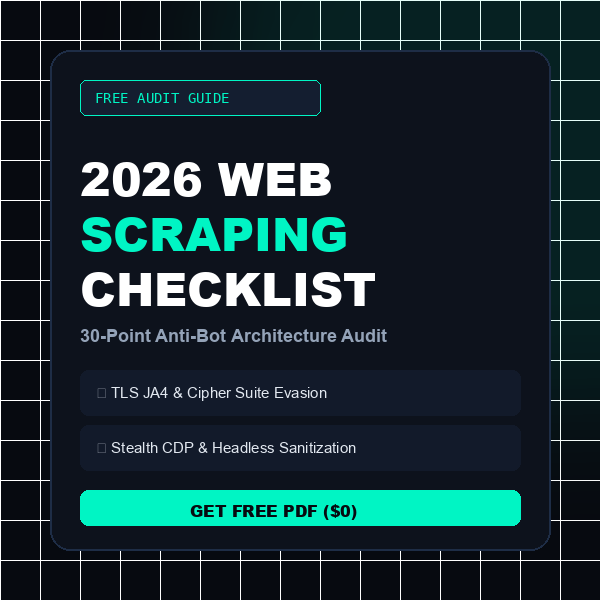 FREE AUDIT GUIDE
2026 WEB
SCRAPING
CHECKLIST
30-Point Anti-Bot Architecture Audit
TLS JA4 & Cipher Suite Evasion
Stealth CDP & Headless Sanitization
GET FREE PDF ($0)